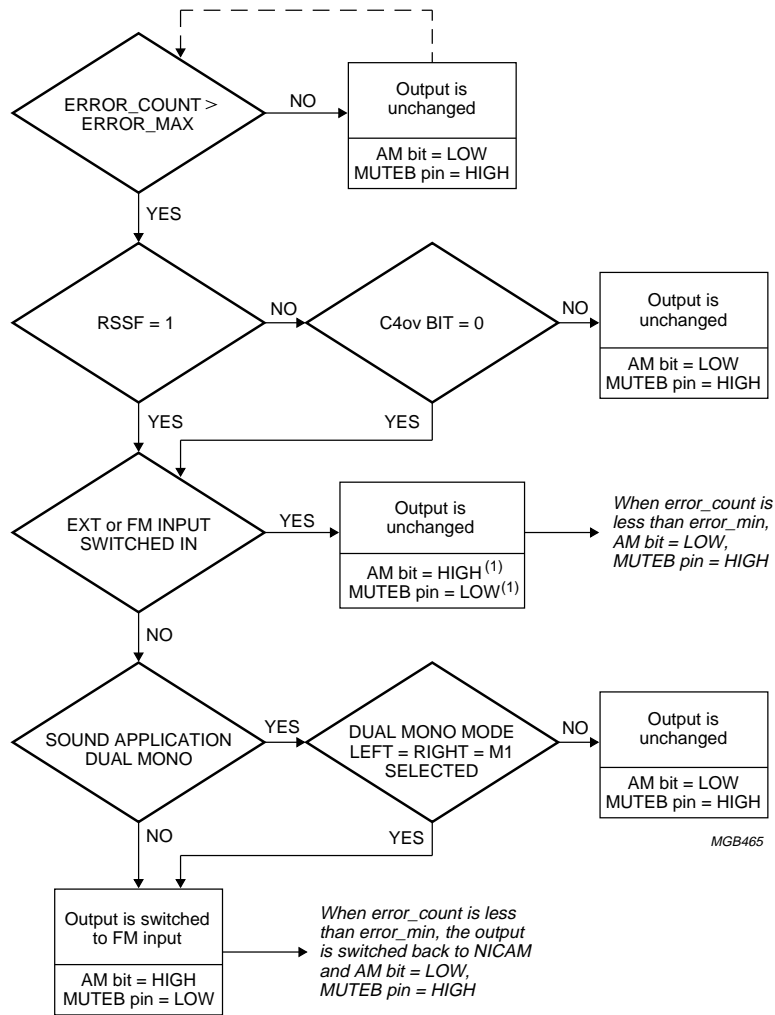 ERROR_COUNT >
ERROR_MAX
NO
Output is
unchanged
AM bit = LOW
MUTEB pin = HIGH
YES
RSSF = 1
NO
C4ov BIT = 0
NO
Output is
unchanged
AM bit = LOW
MUTEB pin = HIGH
YES
YES
EXT or FM INPUT
SWITCHED IN
YES
Output is
unchanged
AM bit = HIGH(1)
MUTEB pin = LOW(1)
When error_count is
less than error_min,
AM bit = LOW,
MUTEB pin = HIGH
NO
SOUND APPLICATION
DUAL MONO
YES
DUAL MONO MODE
LEFT = RIGHT = M1
SELECTED
NO
Output is
unchanged
AM bit = LOW
MUTEB pin = HIGH
MGB465
NO
YES
Output is switched
to FM input
AM bit = HIGH
MUTEB pin = LOW
When error_count is less
than error_min, the output
is switched back to NICAM
and AM bit = LOW,
MUTEB pin = HIGH